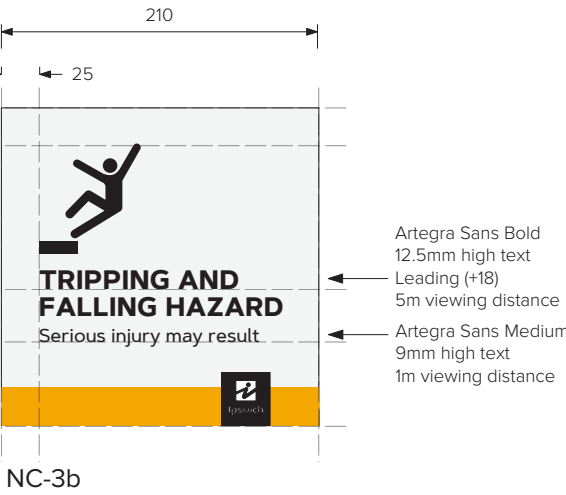 210
25
TRIPPING AND
FALLING HAZARD
Serious injury may result
Ipswich
Artegra Sans Bold
12.5mm high text
Leading (+18)
5m viewing distance
Artegra Sans Medium
9mm high text
1m viewing distance
NC-3b